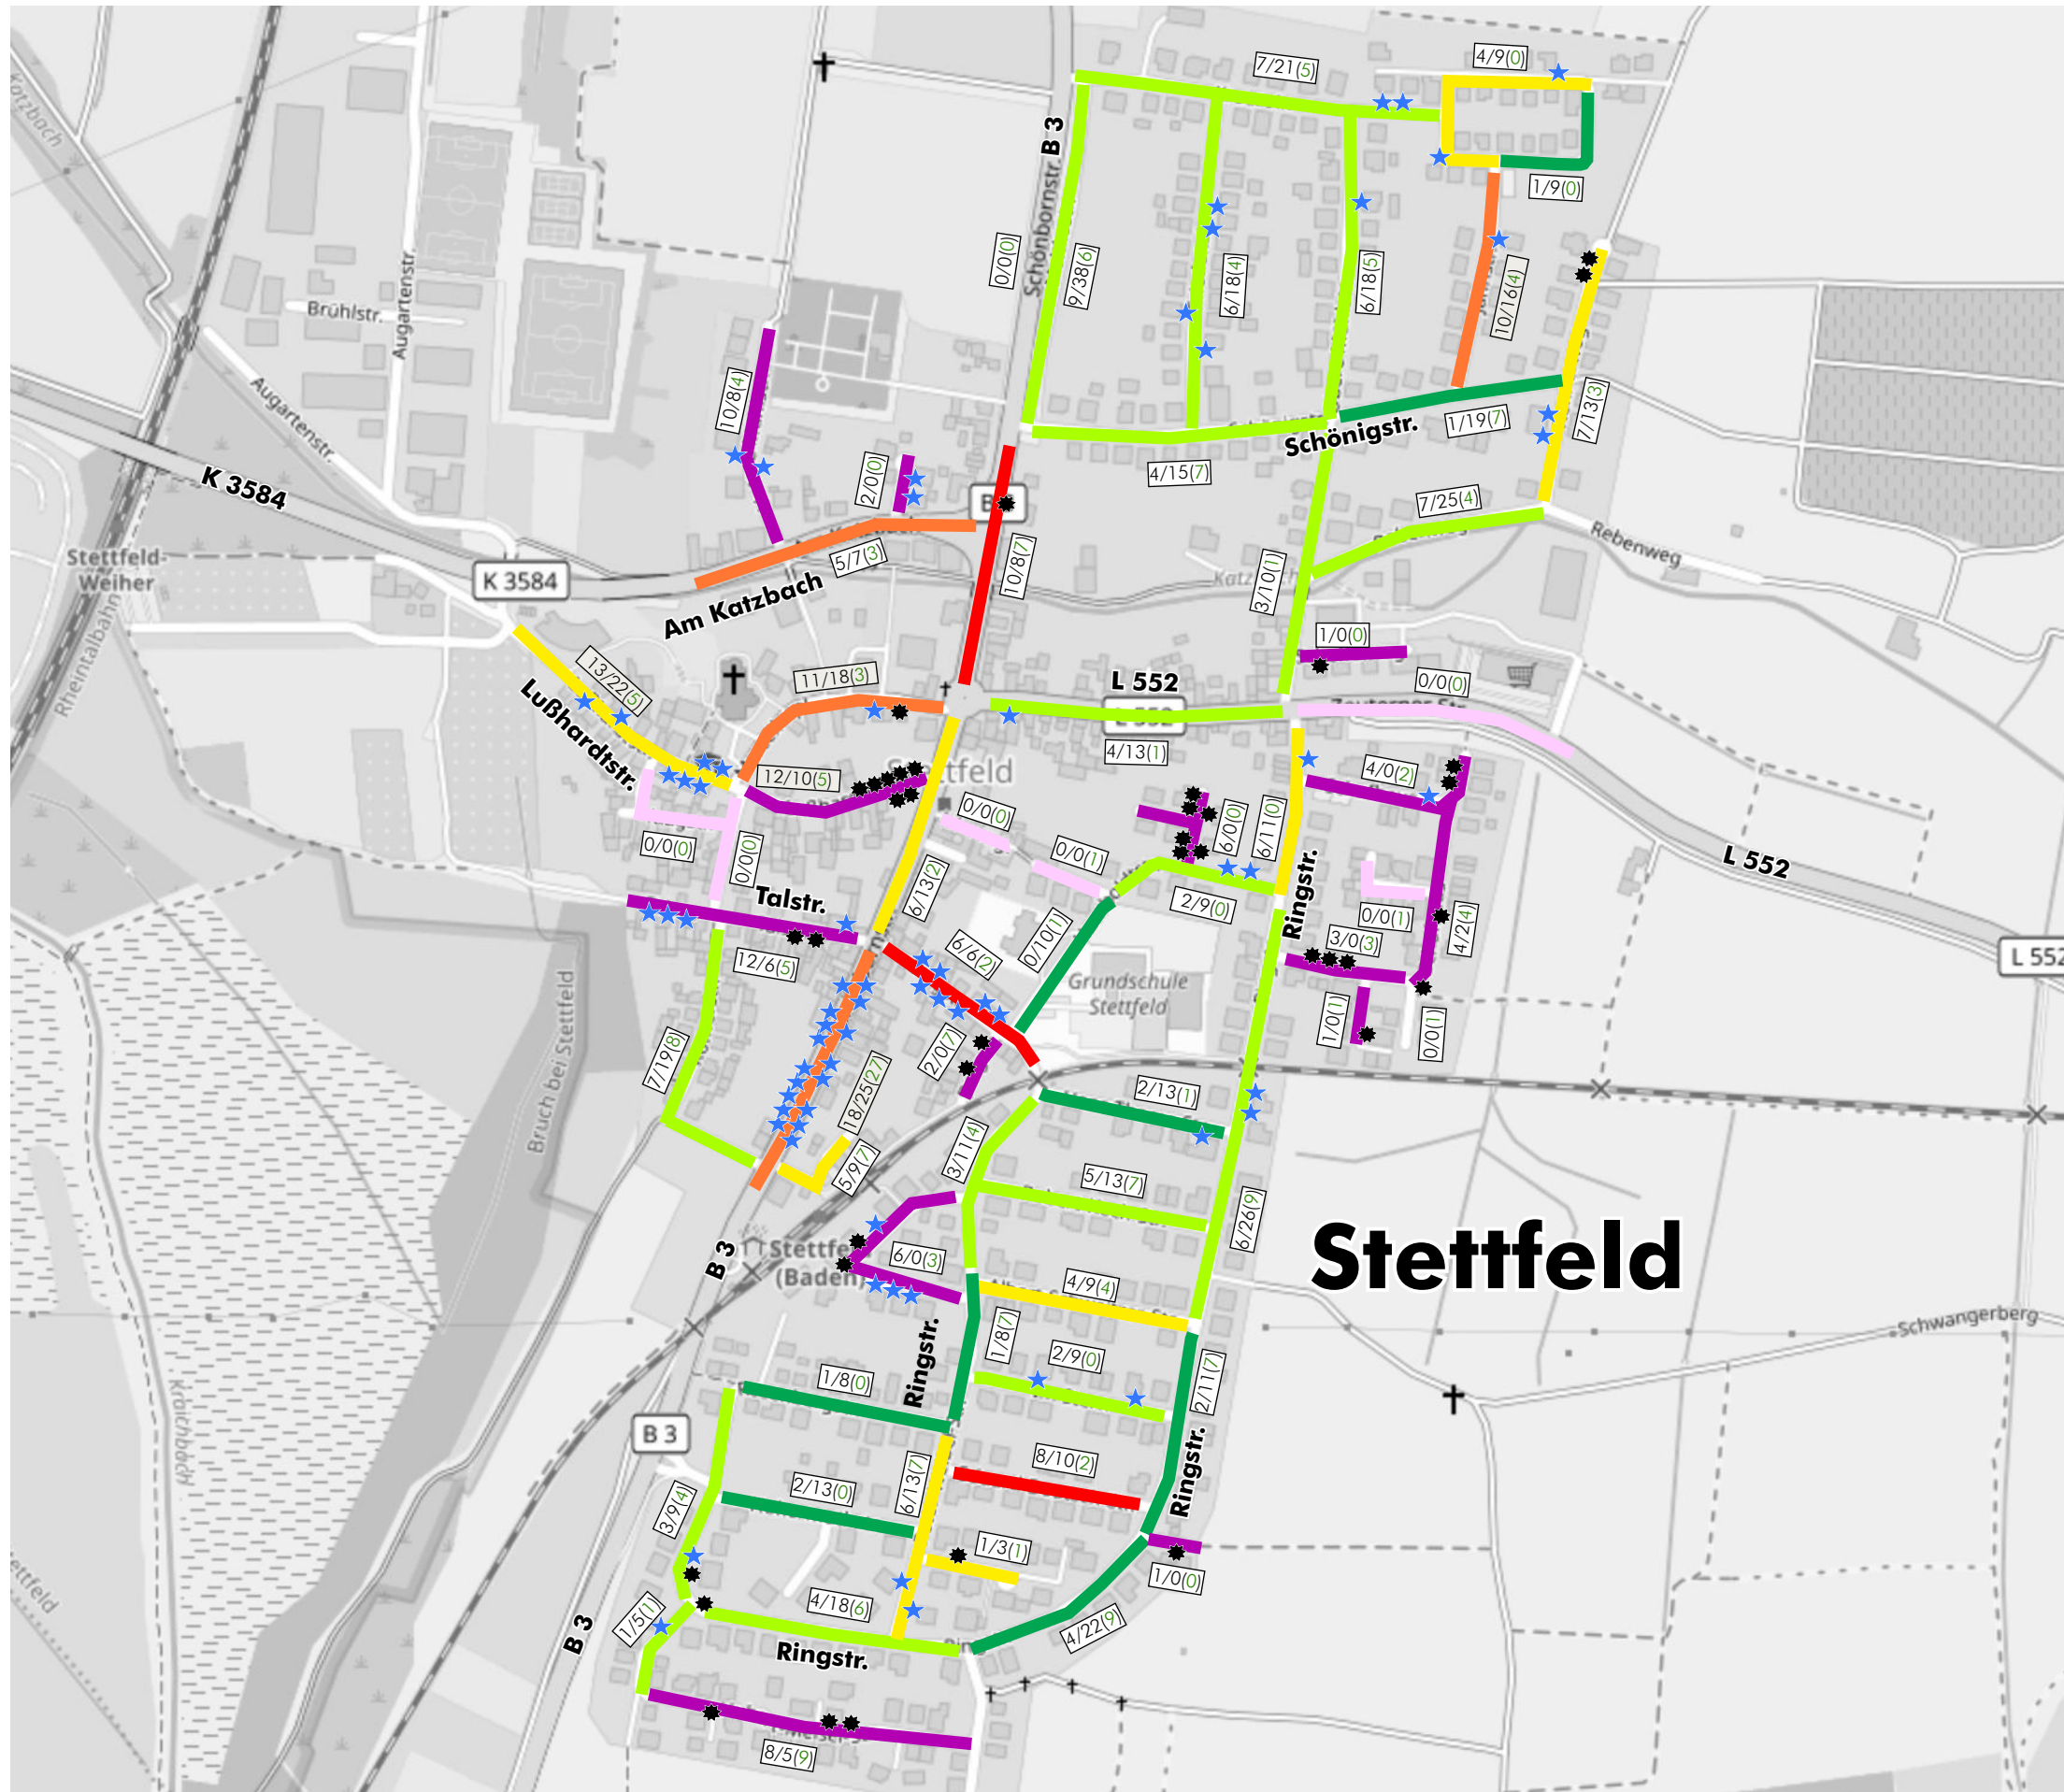 Katzbach
7/21(5)
4/9(0)
B 3
Schönbornstr.
1/9(0)
0/0(0)
9/38(6)
6/18(4)
6/18(5)
10/16(4)
Brühlstr.
Augartenstr.
Augartenstr.
10/8(4)
7/13(3)
1/19(7)
Schönigstr.
4/15(7)
2/0(0)
K 3584
7/25(4)
Rebenweg
5/7(3)
10/8(7)
3/10(1)
Stettfeld-
Weiher
K 3584
Am Katzbach
Rheintalbahn
1/0(0)
13/22(5)
11/18(3)
L 552
0/0(0)
Lußhardtstr.
4/13(1)
12/10(5)
4/0(2)
0/0(0)
6/0(0)
6/11(0)
0/0(0)
0/0(0)
0/0(1)
L 552
Talstr.
6/13(2)
2/9(0)
Ringstr.
0/0(1)
4/2(4)
3/0(3)
12/6(5)
6/6(2)
0/10(1)
L 552
Grundschule
Stettfeld
1/0(1)
0/0(1)
Bruch bei Stettfeld
7/19(8)
2/0(7)
18/25(27)
2/13(1)
3/11(4)
5/9(7)
5/13(7)
6/26(9)
Stettfeld
B 3
(Baden)
6/0(3)
4/9(4)
Schwangerberg
Ringstr.
1/8(7)
2/9(0)
2/11(7)
1/8(0)
Kraichbach
B 3
8/10(2)
6/13(7)
Ringstr.
2/13(0)
3/9(4)
1/3(1)
1/0(0)
4/18(6)
1/5(1)
4/22(9)
B 3
Ringstr.
8/5(9)